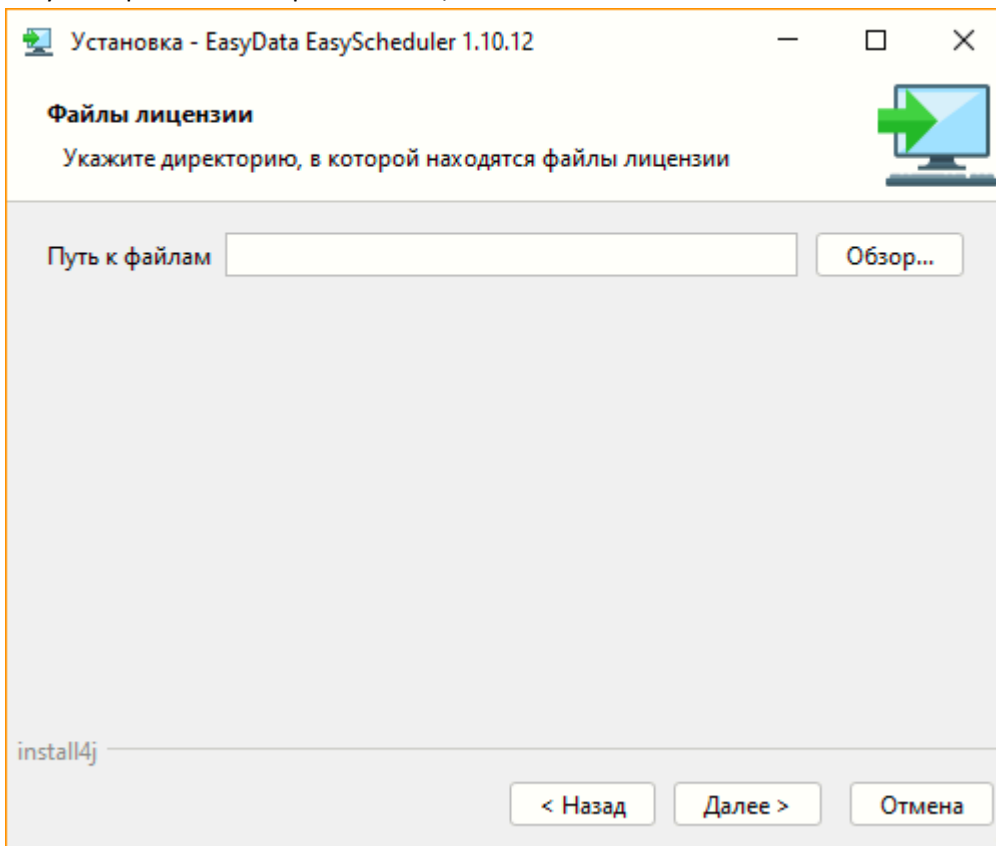 Установка - EasyData EasyScheduler 1.10.12
Файлы лицензии
Укажите директорию, в которой находятся файлы лицензии
Путь к файлам
Обзор...
install4j
< Назад
Далее >
Отмена